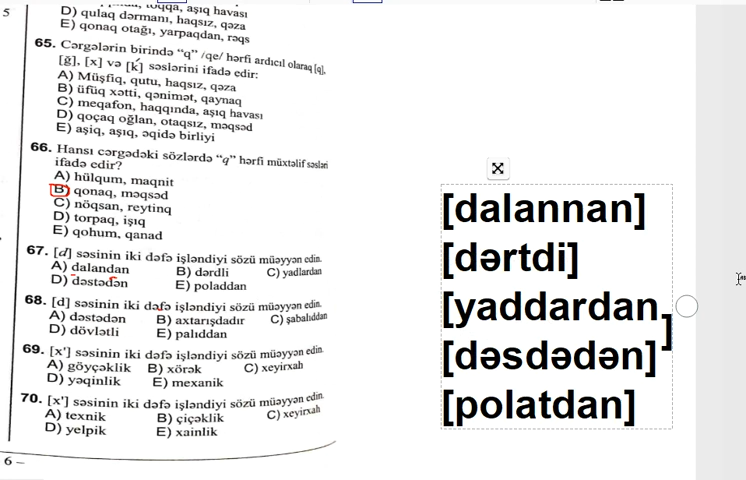 5
D) qulaq dərmanı, haqsız, qəza
E) qonaq otağı, yarpaqdan, rəqs
65. Cərgələrin birində “q” /qe/ hərfi ardıcıl olaraq [q],
[ğ], [x] və [ḱ] səslərini ifadə edir:
A) Müşfiq, qutu, haqsız, qəza
B) üfüq xətti, qənimət, qaynaq
C) meqafon, haqqında, aşıq havası
D) qoçaq oğlan, otaqsız, məqsəd
E) aşiq, aşıq, əqidə birliyi
66. Hansı cərgədəki sözlərdə “q” hərfi müxtəlif səsləri
ifadə edir?
A) hülqum, maqnit
B) qonaq, məqsəd
C) nöqsan, reytinq
D) torpaq, işıq
E) qohum, qanad
67. [d] səsinin iki dəfə işləndiyi sözü müəyyən edin.
A) dalandan B) dərdli C) yadlardan
D) dəstədən E) poladdan
68. [d] səsinin iki dəfə işləndiyi sözü müəyyən edin.
A) dəstədən B) axtarışdadır C) şabalıddan
D) dövlətli E) palıddan
69. [x'] səsinin iki dəfə işləndiyi sözü müəyyən edin.
A) göyçəklik B) xörək C) xeyirxah
D) yəqinlik E) mexanik
70. [x'] səsinin iki dəfə işləndiyi sözü müəyyən edin.
A) texnik B) çiçəklik C) xeyirxah
D) yelpik E) xainlik
6 –
[dalannan]
[dərtdi]
[yaddardan]
[dəsdədən]
[polatdan]